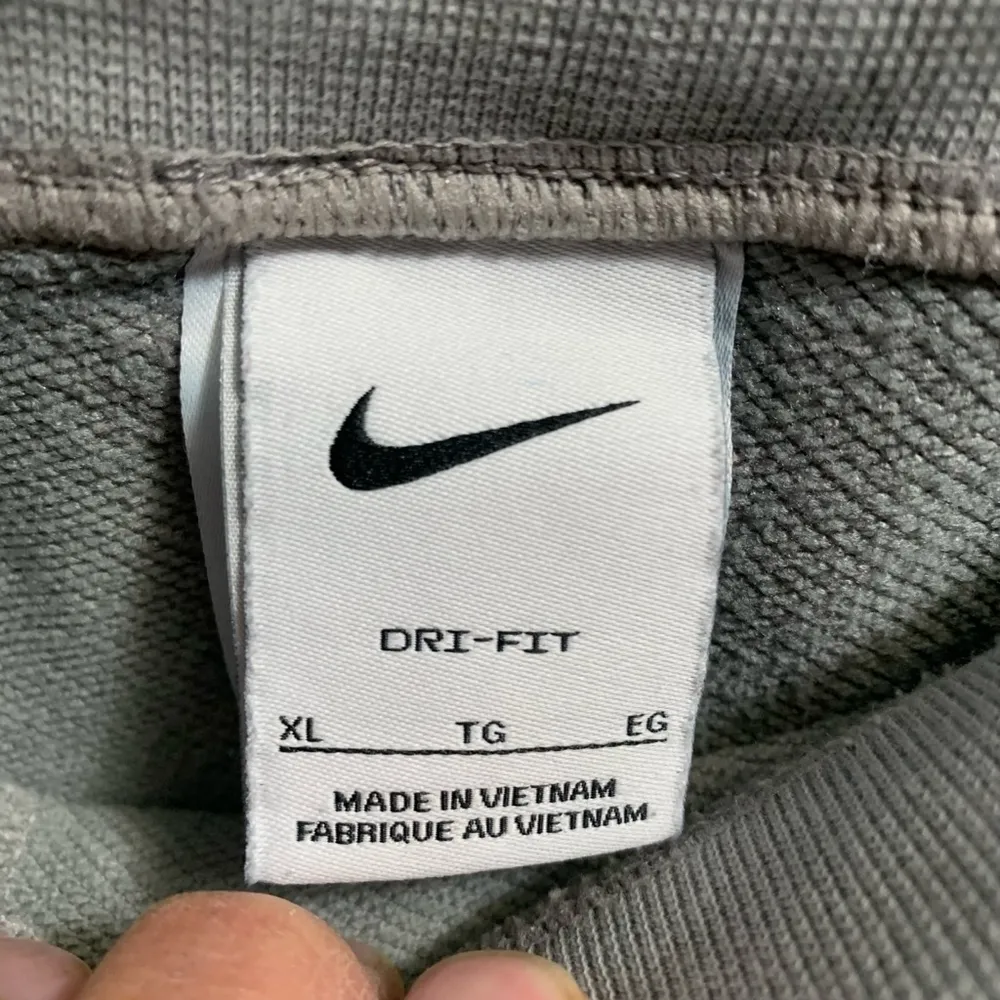 DRI-FIT
XL TG EG
MADE IN VIETNAM
FABRIQUE AU VIETNAM